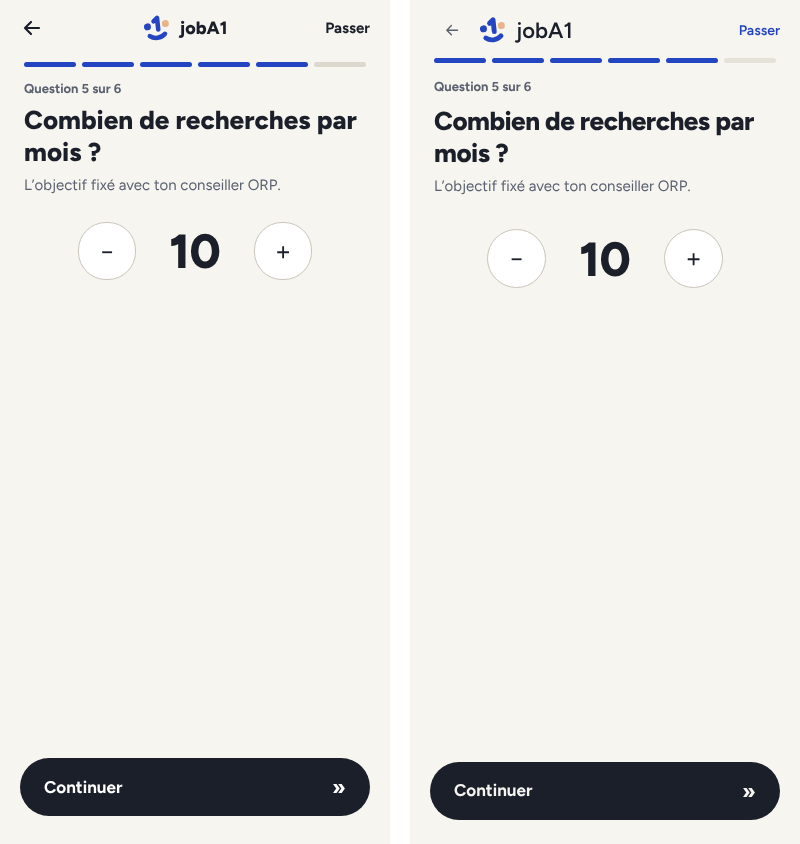 jobA1
Passer
Question 5 sur 6
Combien de recherches par
mois ?
L’objectif fixé avec ton conseiller ORP.
− 10 +
Continuer »
jobA1
Passer
Question 5 sur 6
Combien de recherches par
mois ?
L’objectif fixé avec ton conseiller ORP.
− 10 +
Continuer »